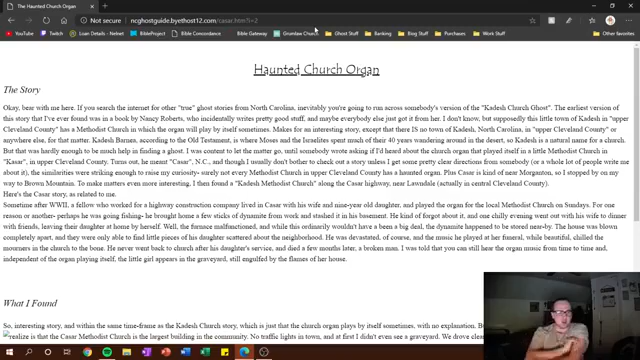 The Haunted Church Organ
Not secure | ncghostguide.byethost12.com/casar.htm?i=2
YouTube Twitch Loan Details - Nelnet BibleProject Bible Concordance Bible Gateway Grumlaw Church Ghost Stuff Banking Blog Stuff Purchases Work Stuff Other favorites
Haunted Church Organ
The Story
Okay, bear with me here. If you search the internet for other "true" ghost stories from North Carolina, inevitably you're going to run across somebody's version of the "Kadesh Church Ghost". The earliest version of
this story that I've ever found was in a book by Nancy Roberts, who incidentally writes pretty good stuff, and maybe everybody else just got it from her. I don't know, but supposedly this little town of Kadesh in "upper
Cleveland County" has a Methodist Church in which the organ will play by itself sometimes. Makes for an interesting story, except that there IS no town of Kadesh, North Carolina, in "upper Cleveland County" or
anywhere else, for that matter. Kadesh Barnes, according to the Old Testament, is where Moses and the Israelites spent much of their 40 years wandering around in the desert, so Kadesh is a natural name for a church.
But that was hardly enough to be much help in finding a ghost. I was content to let the matter go, until somebody wrote asking if I'd heard about the church organ that played itself in a little Methodist Church in
"Kasar", in upper Cleveland County. Turns out, he meant Casar, N.C., and though I usually don't bother to check out a story unless I get some pretty clear directions from somebody (or a whole lot of people write me
about it), the similarities were striking enough to raise my curiosity- surely not every Methodist Church in upper Cleveland County has a haunted organ. Plus Casar is kind of near Morganton, so I stopped by on my
way to Brown Mountain. To make matters even more interesting, I then found a "Kadesh Methodist Church" along the Casar highway, near Lawndale (actually in central Cleveland County).
Here's the Casar story, as related to me.
Sometime after WWII, a fellow who worked for a highway construction company lived in Casar with his wife and nine-year old daughter, and played the organ for the local Methodist Church on Sundays. For one
reason or another- perhaps he was going fishing- he brought home a few sticks of dynamite from work and stashed it in his basement. He kind of forgot about it, and one chilly evening went out with his wife to dinner
with friends, leaving their daughter at home by herself. Well, the furnace malfunctioned, and while this ordinarily wouldn't have been a big deal, the dynamite happened to be stored near-by. The house was blown
completely apart, and they were only able to find little pieces of his daughter scattered about the neighborhood. He was devastated, of course, and the music he played at her funeral, while beautiful, chilled the
mourners in the church to the bone. He never went back to church after his daughter's service, and died a few months later, a broken man. I was told that you can still hear the organ music from time to time and,
independent of the organ playing itself, the little girl appears in the graveyard, still engulfed by the flames of her house.
What I Found
So, interesting story, and within the same time-frame as the Kadesh Church story, which is just that the church organ plays by itself sometimes, with no explanation. Bu
realize is that the Casar Methodist Church is the largest building in the community. No traffic lights in town, and at first I didn't even see a graveyard. We drove clear